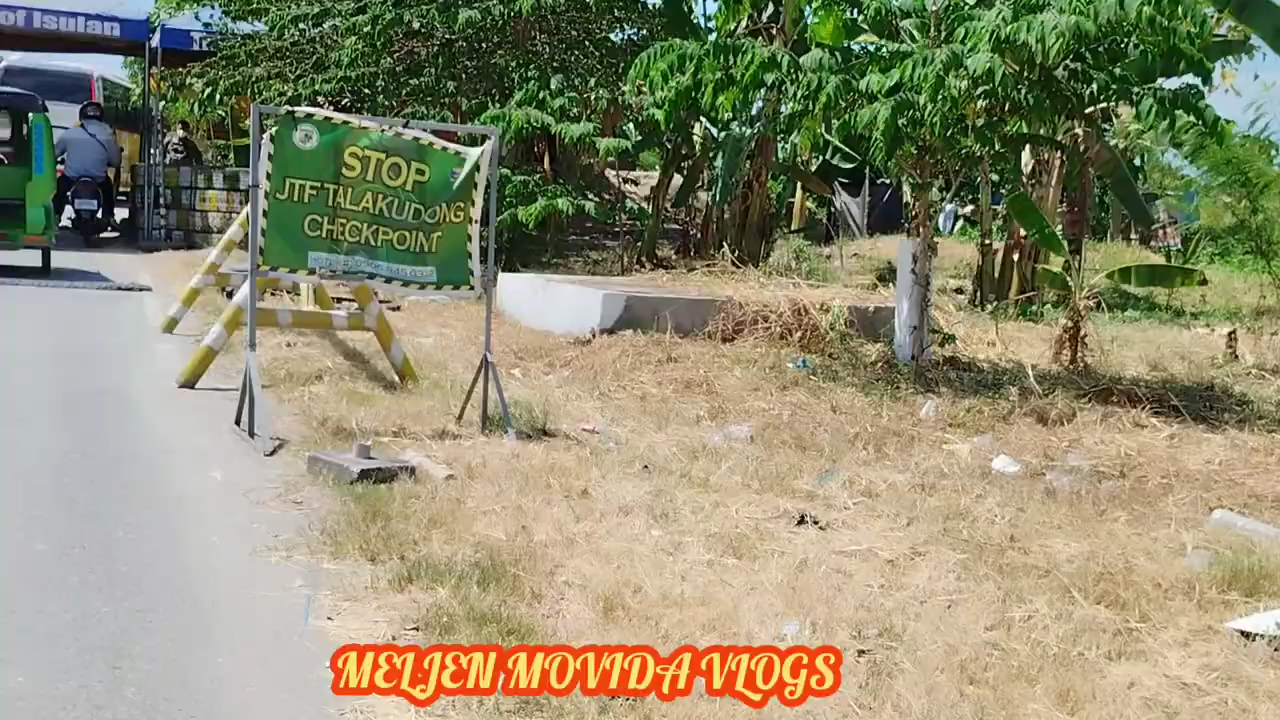 of Isulan
STOP
JTF TALAKUDONG
CHECKPOINT
MELJEN MOVIDA VLOGS